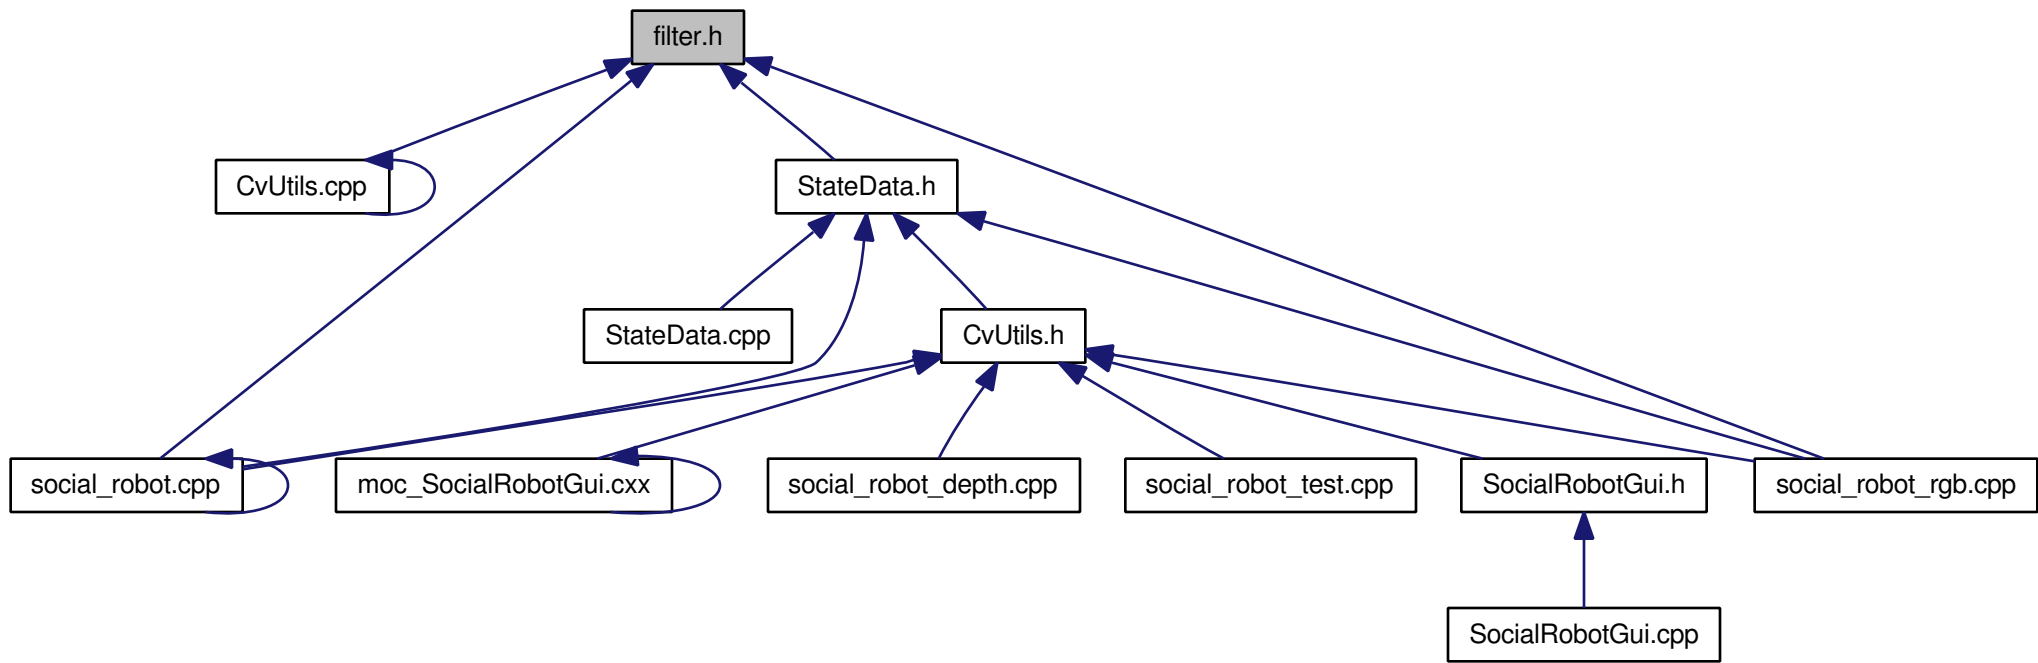 filter.h
CvUtils.cpp
StateData.h
StateData.cpp
CvUtils.h
social_robot.cpp
moc_SocialRobotGui.cxx
social_robot_depth.cpp
social_robot_test.cpp
SocialRobotGui.h
social_robot_rgb.cpp
SocialRobotGui.cpp